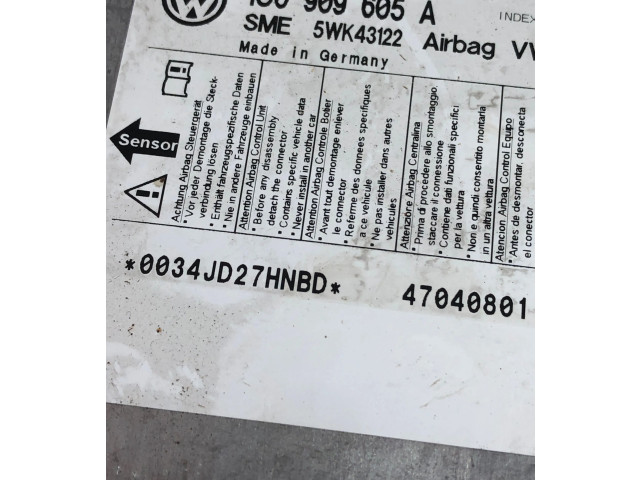 909 605 A
INDEX
SME 5WK43122 Airbag VW
Made in Germany
Sensor
Achtung Airbag Steuergerät
• Vor jeder Demontage die Steck-
verbindung lösen
• Enthält fahrzeugspezifische Daten
• Nie in andere Fahrzeuge einbauen
Attention Airbag Control Unit
• Before any disassembly
detach the connector
• Contains specific vehicle data
• Never install in another car
Attention Airbag Controle Boitier
• Avant tout demontage enlever
le connector
• Referme des donnees specifiques
a ce vehicule
• Ne pas installer dans autres
vehicules
Attenzione Airbag Centralina
• Prima di procedere allo smontaggio,
staccare il connessione
• Contiene dati funzionali specifici
per la vettura
• Non e quindi consentito montarla
in un altra vettura
Atencion Airbag Control Equipo
• Antes de desmontar, desconecta
el conector
*0034JD27HNBD*
47040801